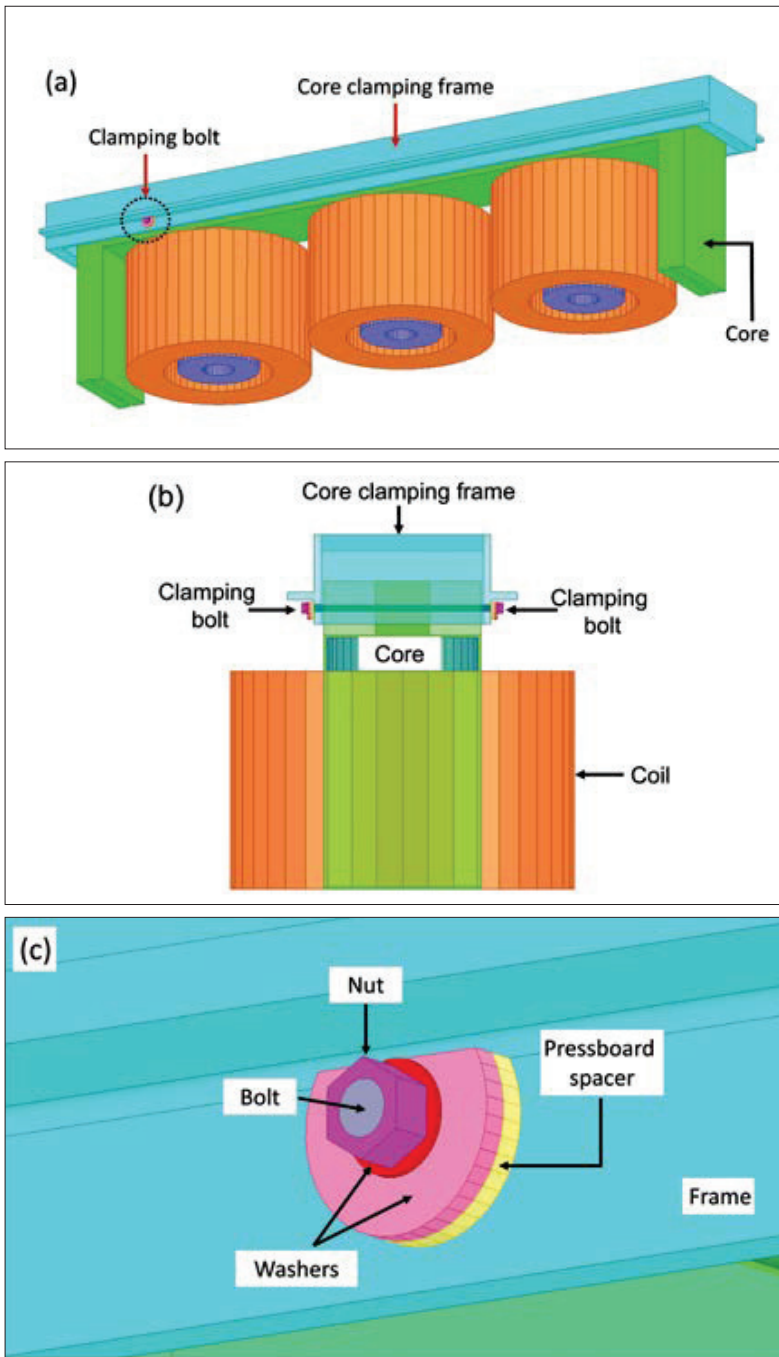 (a)
Core clamping frame
Clamping bolt
Core
(b)
Core clamping frame
Clamping
bolt
Clamping
bolt
Core
Coil
(c)
Nut
Pressboard
spacer
Bolt
Frame
Washers